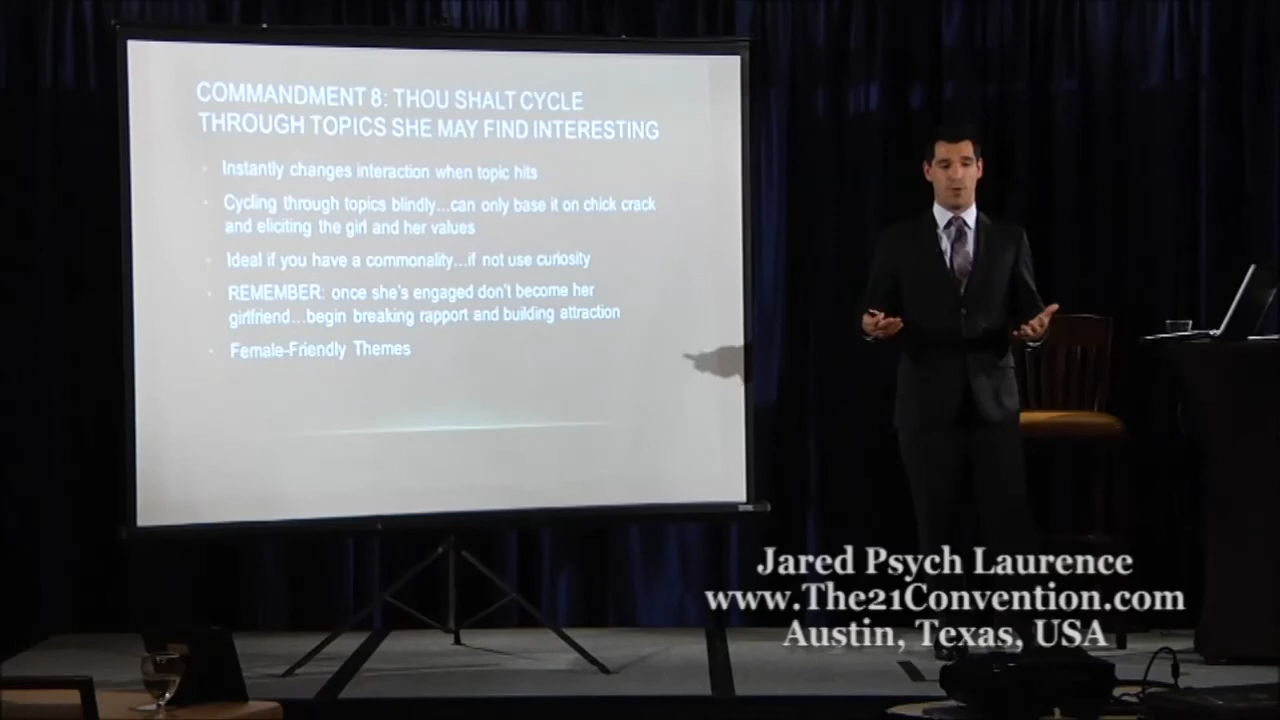 COMMANDMENT 8: THOU SHALT CYCLE
THROUGH TOPICS SHE MAY FIND INTERESTING
Instantly changes interaction when topic hits
Cycling through topics blindly...can only base it on chick crack
and eliciting the girl and her values
Ideal if you have a commonality...if not use curiosity
REMEMBER: once she's engaged don't become her
girlfriend...begin breaking rapport and building attraction
Female-Friendly Themes
Jared Psych Laurence
www.The21Convention.com
Austin, Texas, USA